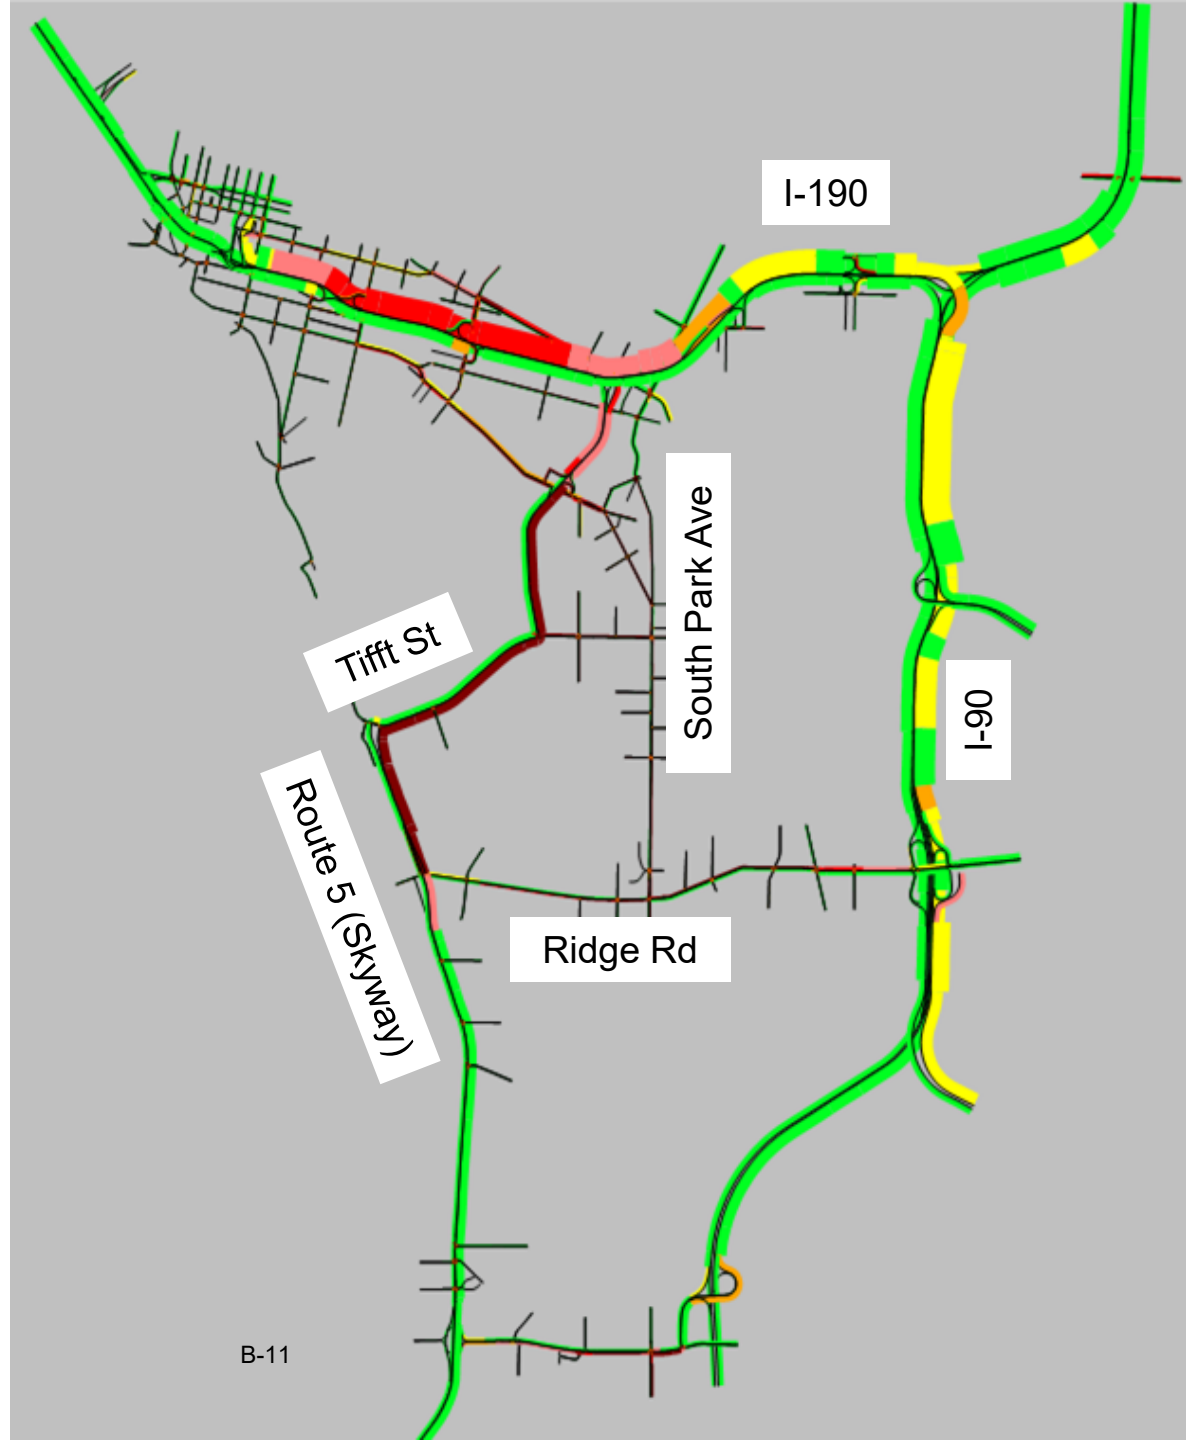 I-190
South Park Ave
Tifft St
I-90
Route 5 (Skyway)
Ridge Rd
B-11